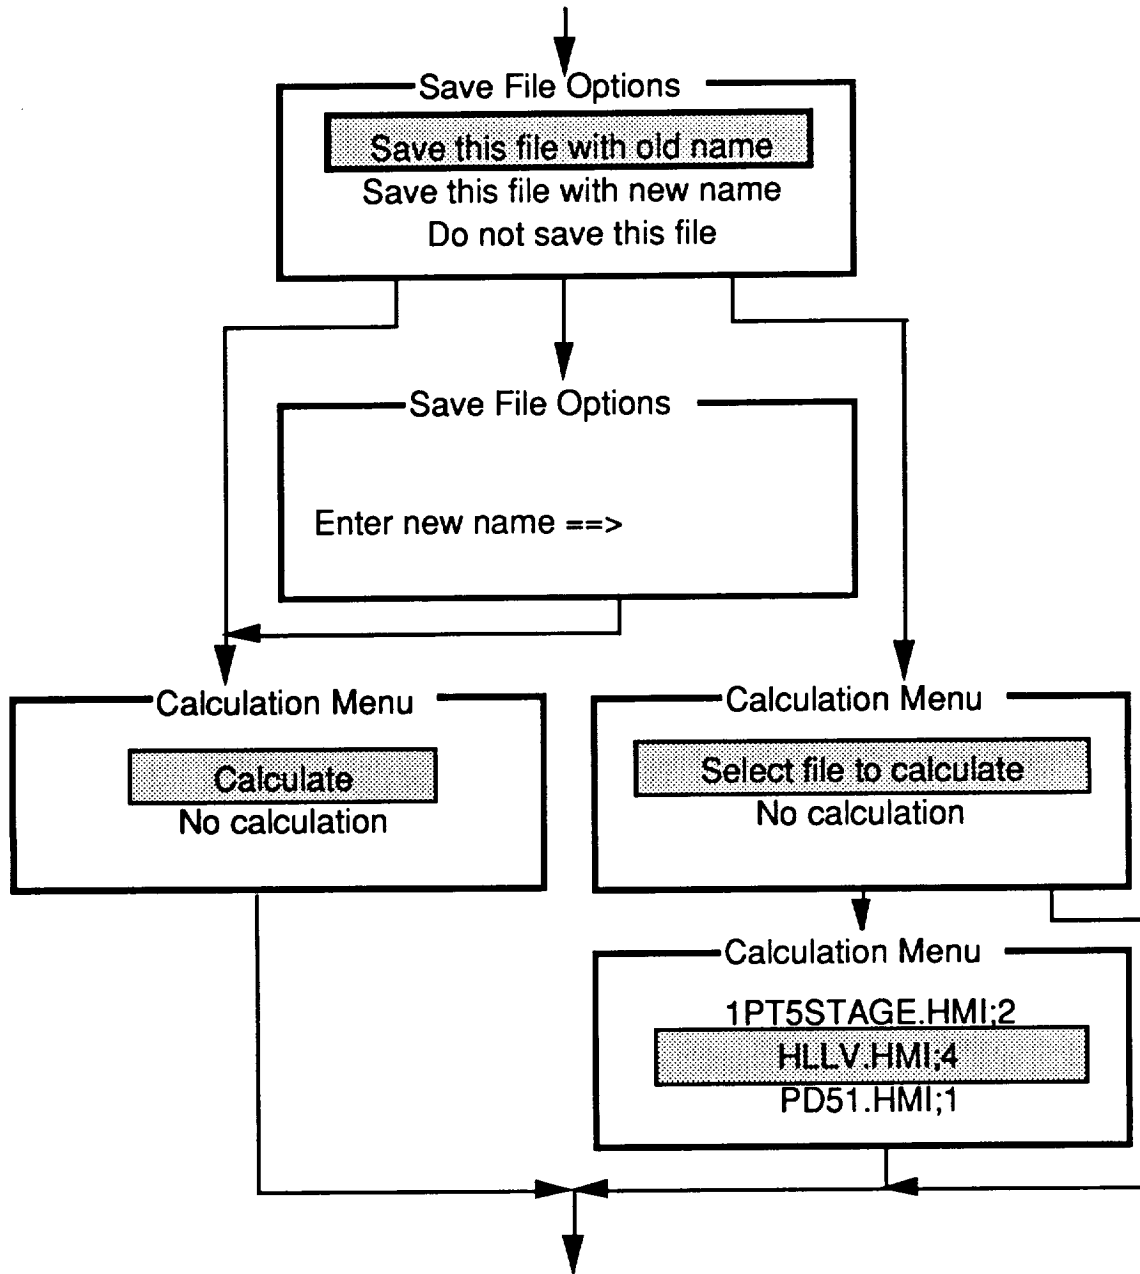 Save File Options
Save this file with old name
Save this file with new name
Do not save this file
Save File Options
Enter new name ==>
Calculation Menu
Calculate
No calculation
Calculation Menu
Select file to calculate
No calculation
Calculation Menu
1PT5STAGE.HMI;2
HLLV.HMI;4
PD51.HMI;1